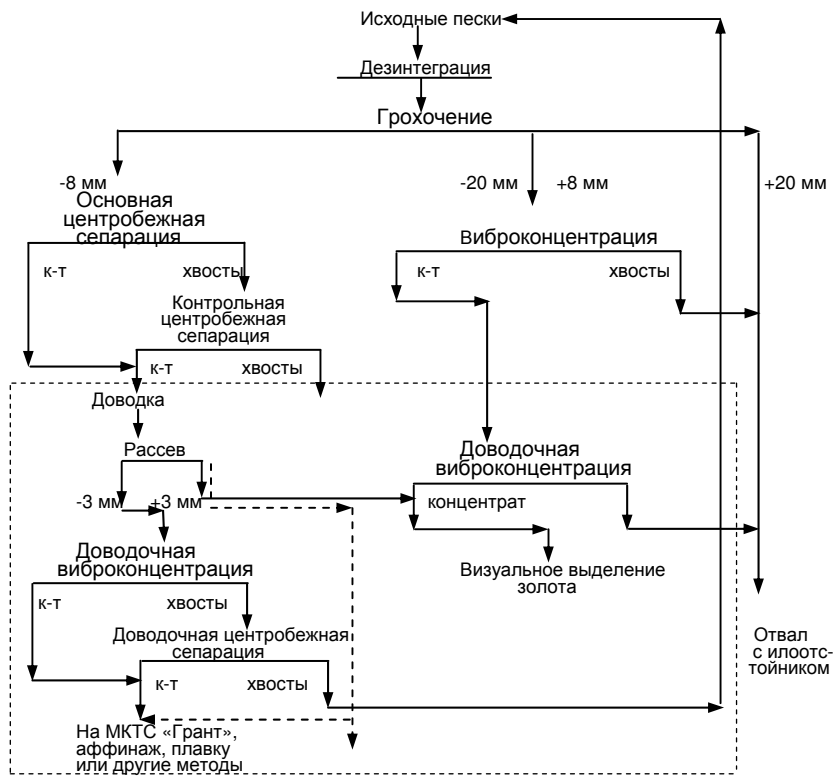 Исходные пески
Дезинтеграция
Грохочение
-8 мм
-20 мм
+8 мм
+20 мм
Основная
центробежная
сепарация
Виброконцентрация
к-т
хвосты
к-т
хвосты
Контрольная
центробежная
сепарация
к-т
хвосты
Доводка
Рассев
Доводочная
виброконцентрация
-3 мм
+3 мм
концентрат
Доводочная
виброконцентрация
Визуальное выделение
золота
к-т
хвосты
Доводочная центробежная
сепарация
Отвал
с илоотс-
тойником
к-т
хвосты
На МКТС «Грант»,
аффинаж, плавку
или другие методы